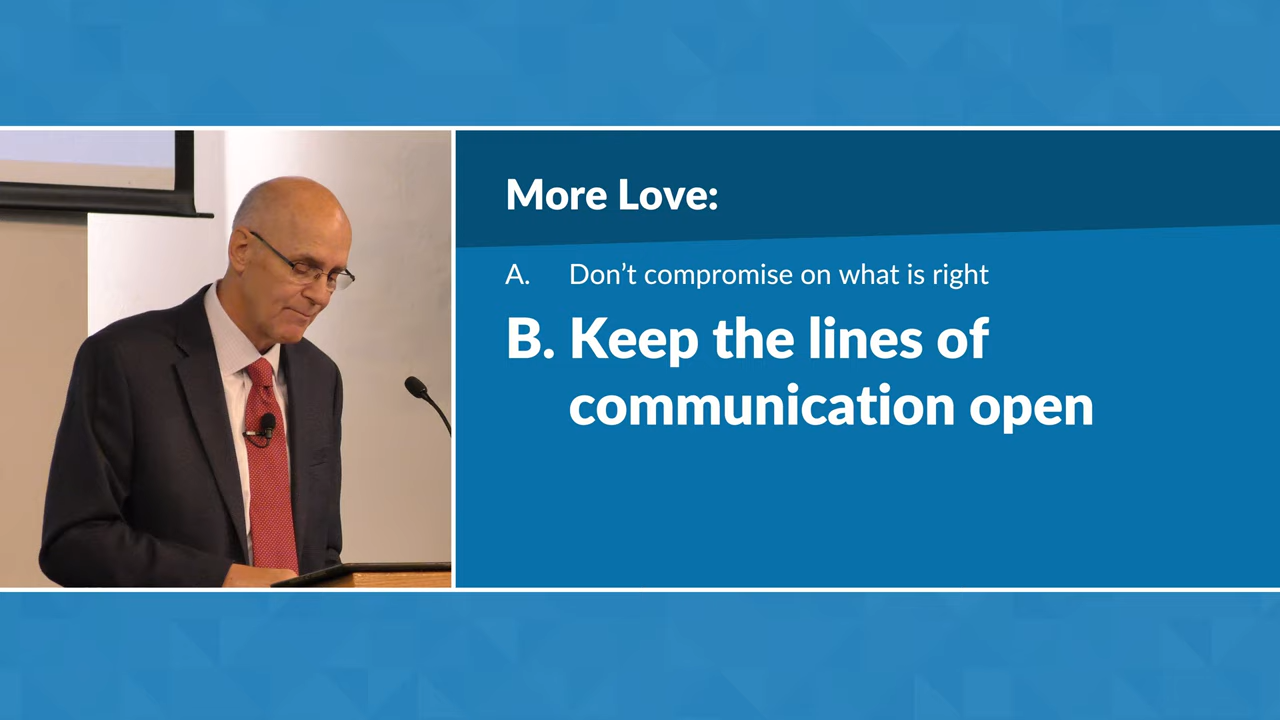 More Love:
A. Don’t compromise on what is right
B. Keep the lines of
communication open